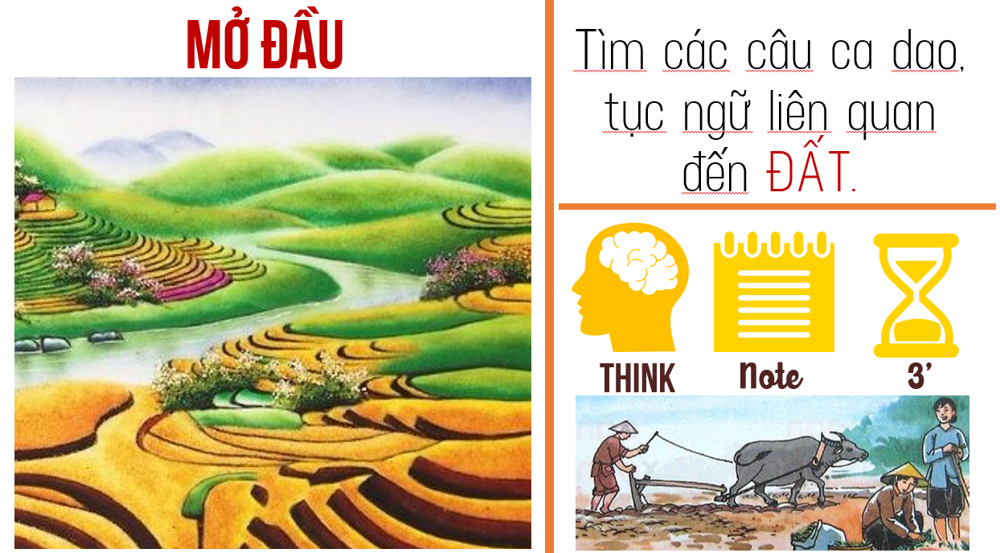 MỞ ĐẦU
Tìm các câu ca dao,
tục ngữ liên quan
đến ĐẤT.
THINK
Note
3’